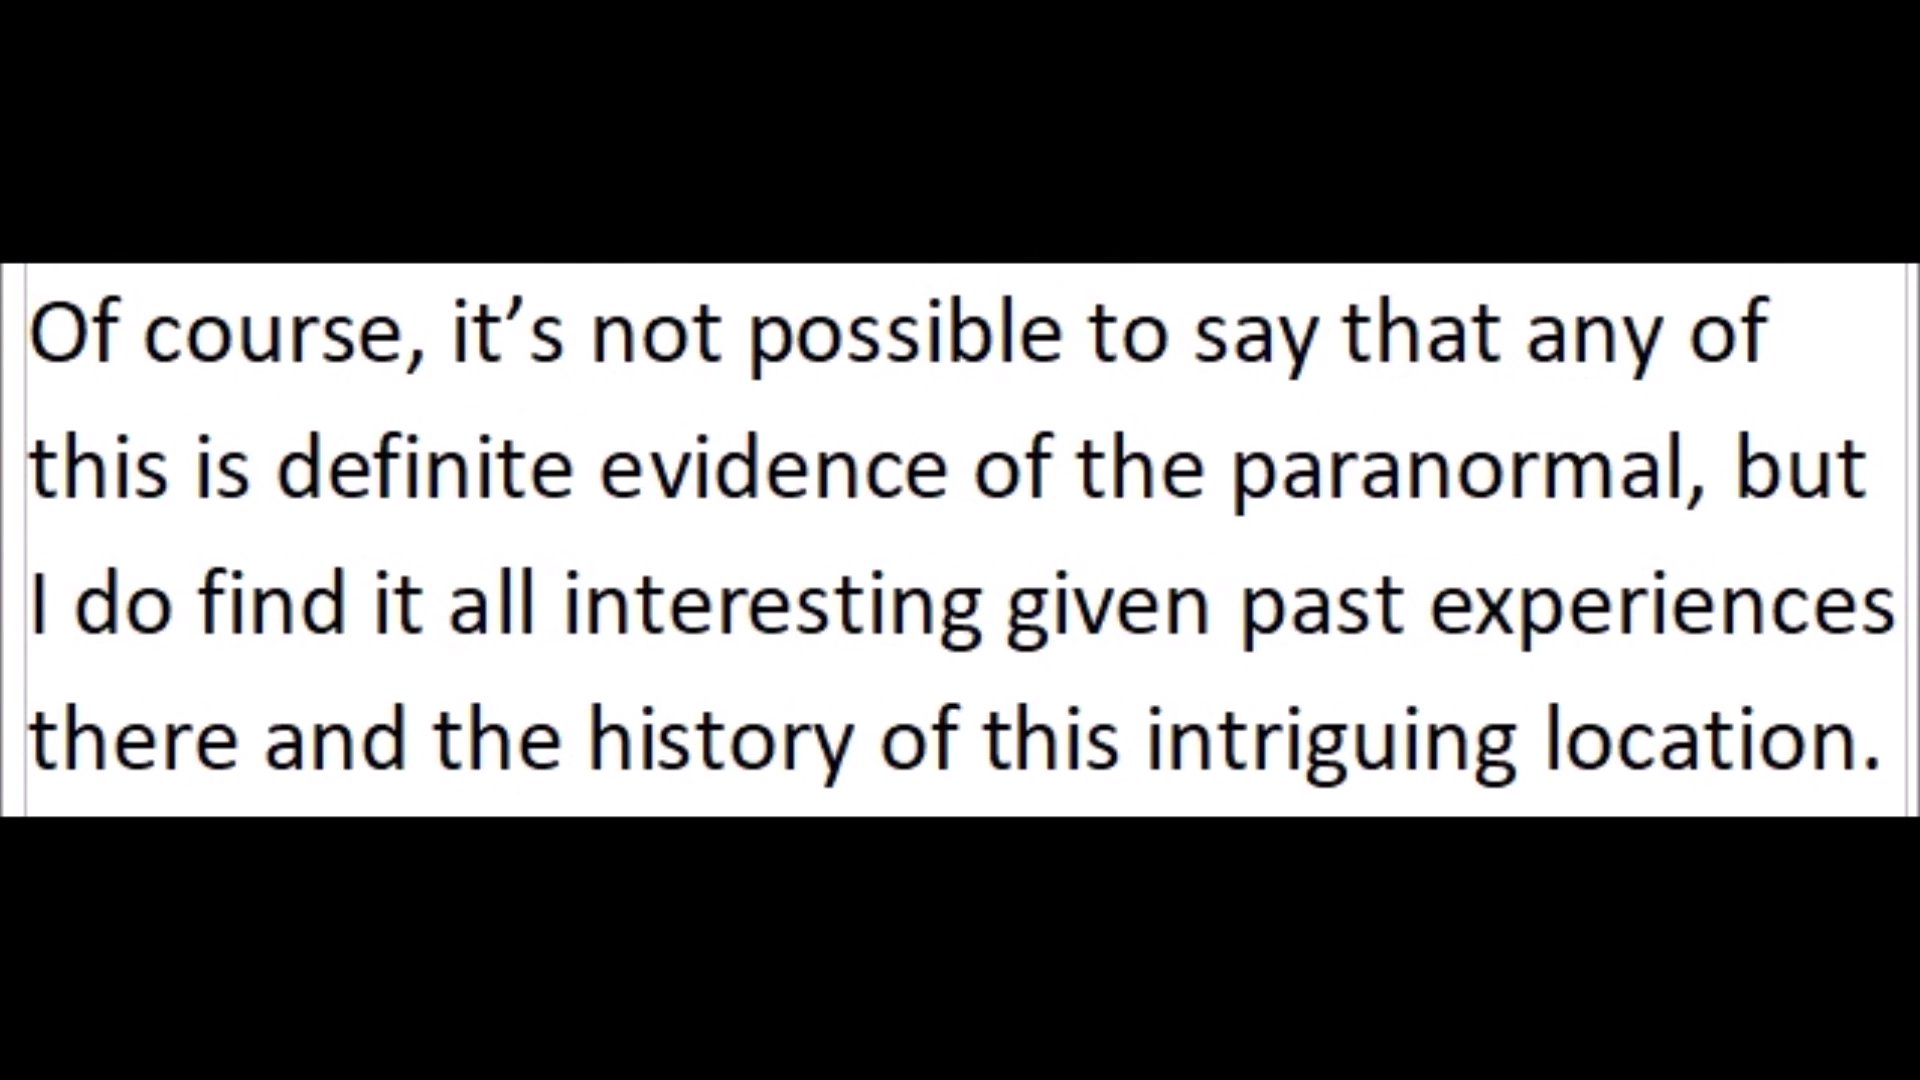 Of course, it’s not possible to say that any of
this is definite evidence of the paranormal, but
I do find it all interesting given past experiences
there and the history of this intriguing location.